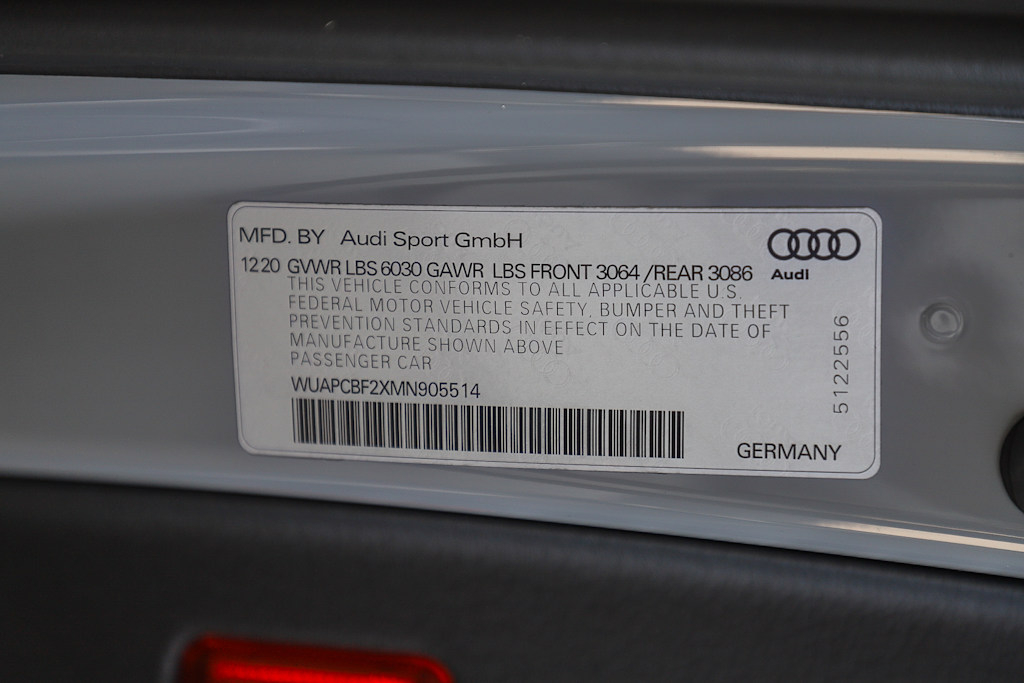 MFD. BY Audi Sport GmbH
Audi
1220 GVWR LBS 6030 GAWR LBS FRONT 3064 /REAR 3086
THIS VEHICLE CONFORMS TO ALL APPLICABLE U.S.
FEDERAL MOTOR VEHICLE SAFETY, BUMPER AND THEFT
PREVENTION STANDARDS IN EFFECT ON THE DATE OF
MANUFACTURE SHOWN ABOVE
PASSENGER CAR
WUAPCBF2XMN905514
5122556
GERMANY